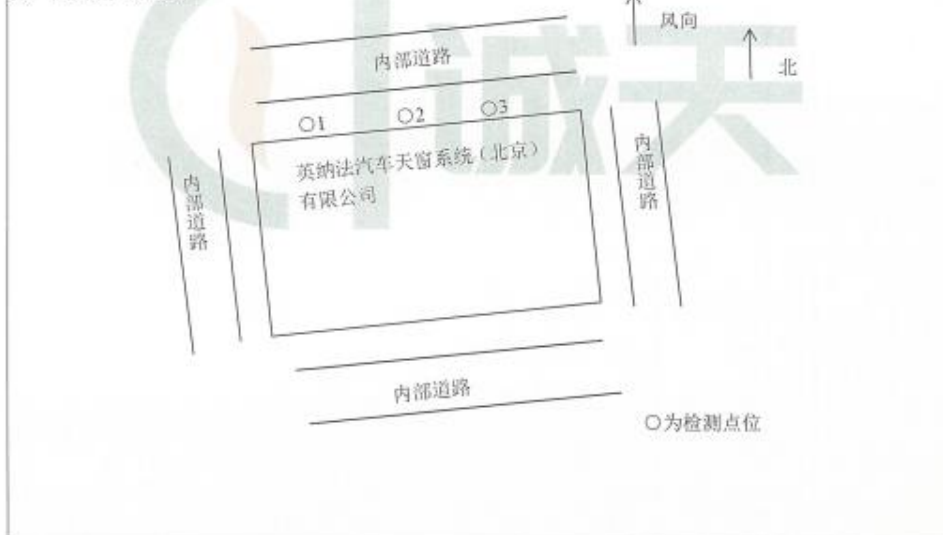 风向
北
内部道路
○1
○2
○3
英纳法汽车天窗系统（北京）
有限公司
内部道路
内部道路
内部道路
○为检测点位
诚天